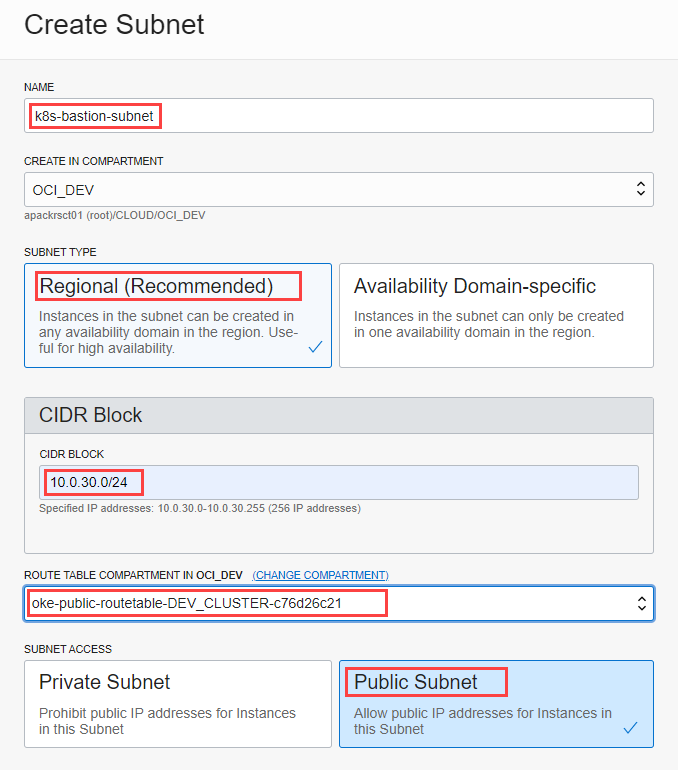 Create Subnet
NAME
k8s-bastion-subnet
CREATE IN COMPARTMENT
OCI_DEV
apackrsct01 (root)/CLOUD/OCI_DEV
SUBNET TYPE
Regional (Recommended)
Instances in the subnet can be created in
any availability domain in the region. Use-
ful for high availability.
Availability Domain-specific
Instances in the subnet can only be created
in one availability domain in the region.
CIDR Block
CIDR BLOCK
10.0.30.0/24
Specified IP addresses: 10.0.30.0-10.0.30.255 (256 IP addresses)
ROUTE TABLE COMPARTMENT IN OCI_DEV (CHANGE COMPARTMENT)
oke-public-routetable-DEV_CLUSTER-c76d26c21
SUBNET ACCESS
Private Subnet
Prohibit public IP addresses for Instances
in this Subnet
Public Subnet
Allow public IP addresses for Instances in
this Subnet